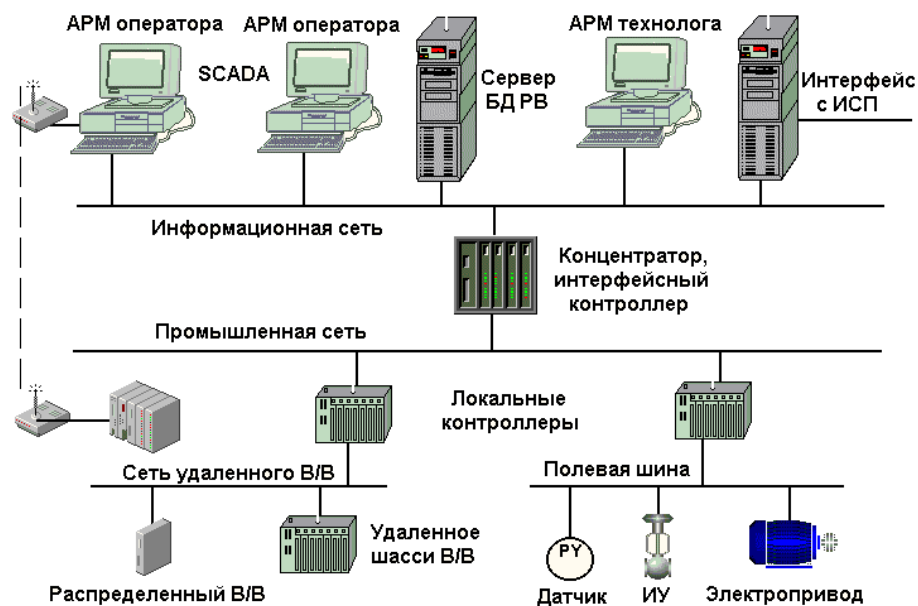 АРМ оператора
АРМ оператора
АРМ технолога
SCADA
Сервер
БД РВ
Интерфейс
с ИСП
Информационная сеть
Концентратор,
интерфейсный
контроллер
Промышленная сеть
Локальные
контроллеры
Сеть удаленного В/В
Полевая шина
Удаленное
шасси В/В
PY
Распределенный В/В
Датчик
ИУ
Электропривод